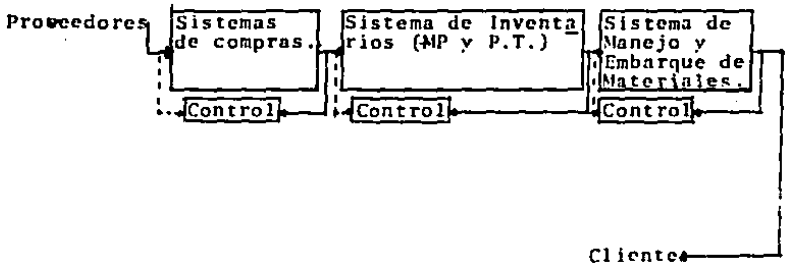 Proveedores
Sistemas
de compras.
Sistema de Inventa
rios (MP y P.T.)
Sistema de
Manejo y
Embarque de
Materiales.
Control
Control
Control
Cliente